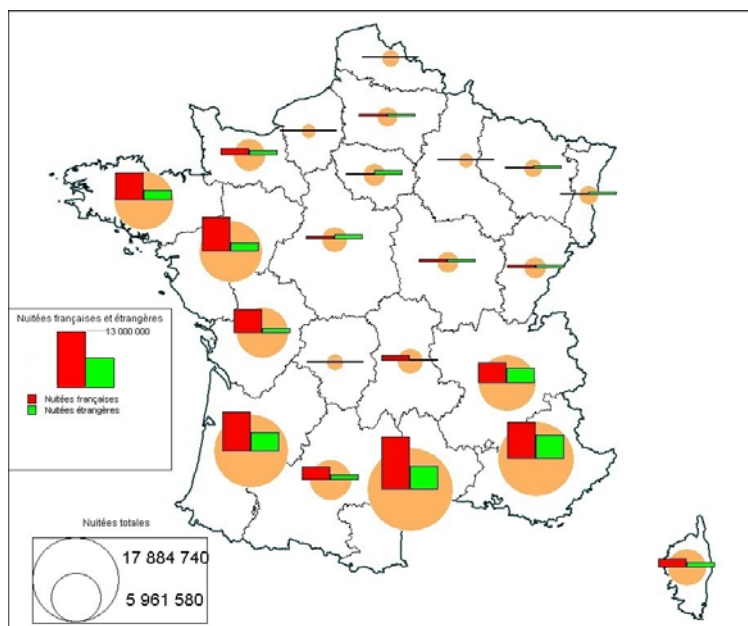 Nuitées françaises et étrangères
13 000 000
Nuitées françaises
Nuitées étrangères
Nuitées totales
17 884 740
5 961 580